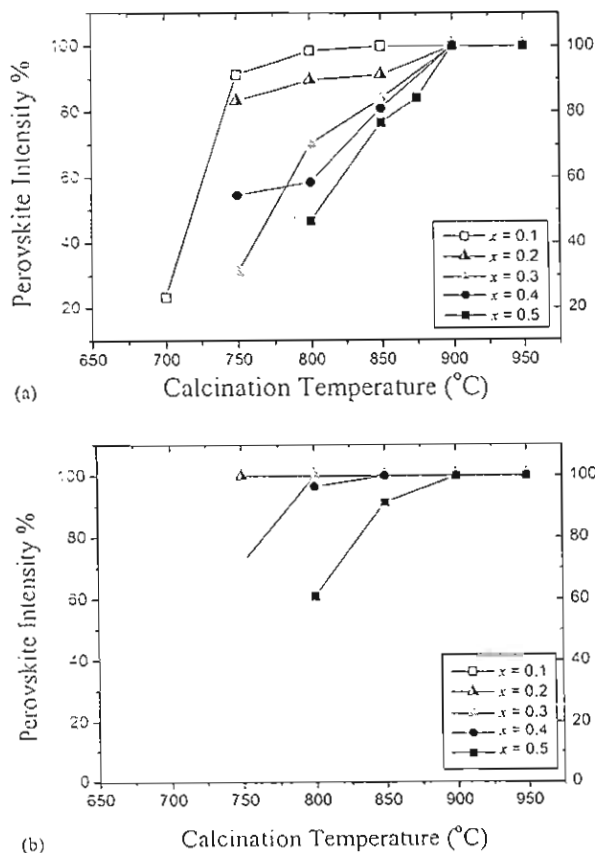 Perovskite Intensity %
100
80
60
40
20
100
80
60
40
20
x = 0.1
x = 0.2
x = 0.3
x = 0.4
x = 0.5
650 700 750 800 850 900 950
(a)
Calcination Temperature (°C)
Perovskite Intensity %
100
80
60
40
20
0
100
80
60
40
20
0
x = 0.1
x = 0.2
x = 0.3
x = 0.4
x = 0.5
650 700 750 800 850 900 950
(b)
Calcination Temperature (°C)